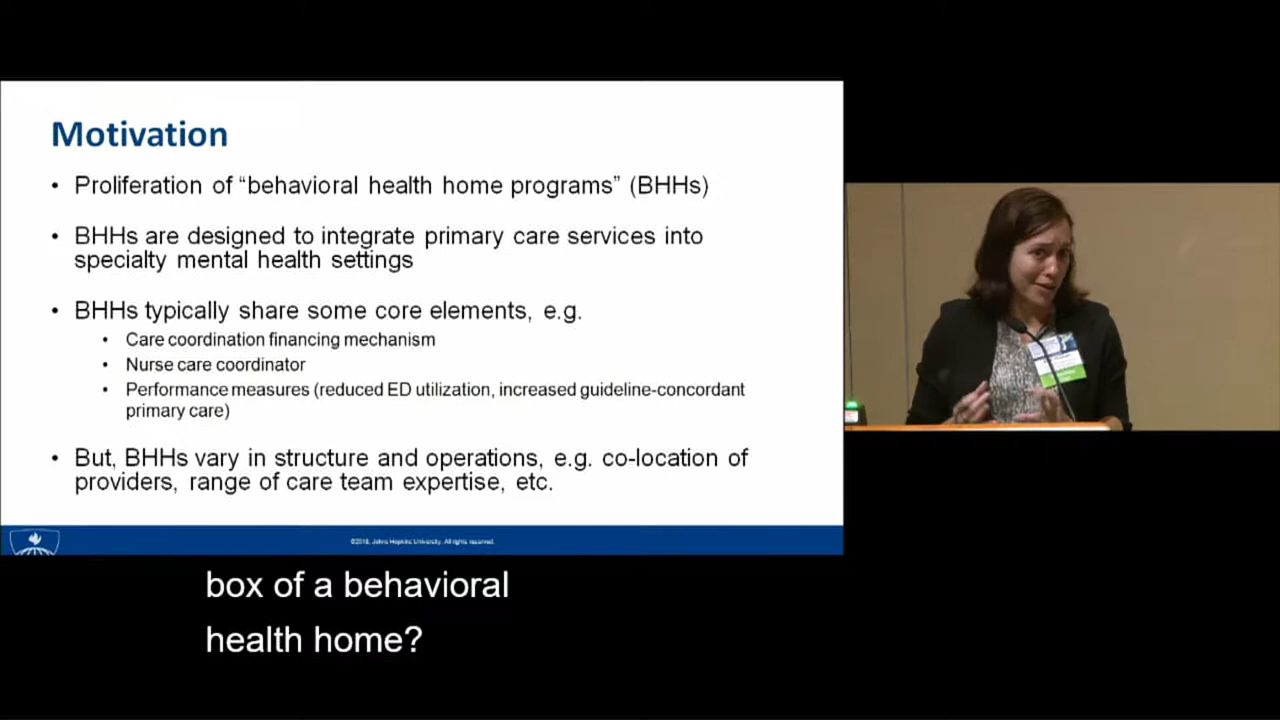 Motivation
• Proliferation of “behavioral health home programs” (BHHs)
• BHHs are designed to integrate primary care services into
specialty mental health settings
• BHHs typically share some core elements, e.g.
• Care coordination financing mechanism
• Nurse care coordinator
• Performance measures (reduced ED utilization, increased guideline-concordant
primary care)
• But, BHHs vary in structure and operations, e.g. co-location of
providers, range of care team expertise, etc.
Johns Hopkins University. All rights reserved.
box of a behavioral
health home?